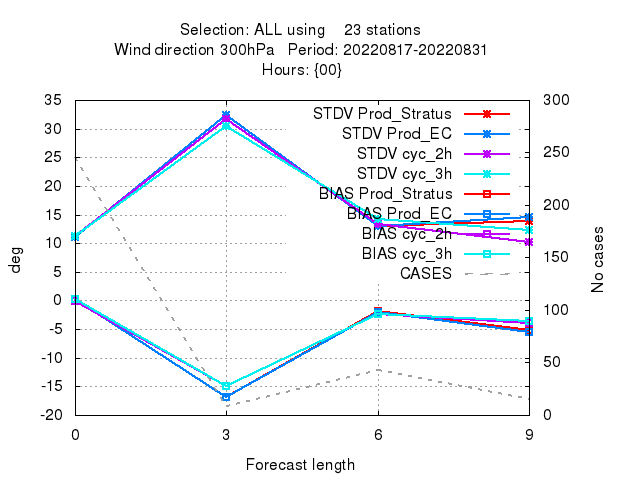 Selection: ALL using 23 stations
Wind direction 300hPa Period: 20220817-20220831
Hours: {00}
STDV Prod_Stratus
STDV Prod_EC
STDV cyc_2h
STDV cyc_3h
BIAS Prod_Stratus
BIAS Prod_EC
BIAS cyc_2h
BIAS cyc_3h
CASES
35
30
25
20
15
10
5
0
-5
-10
-15
-20
deg
300
250
200
150
100
50
0
No cases
0 3 6 9
Forecast length